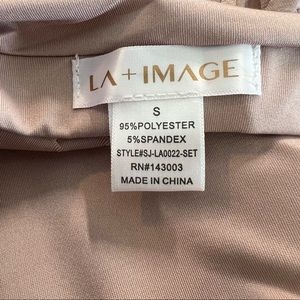 LA+IMAGE
S
95%POLYESTER
5%SPANDEX
STYLE#SJ-LA0022-SET
RN#143003
MADE IN CHINA